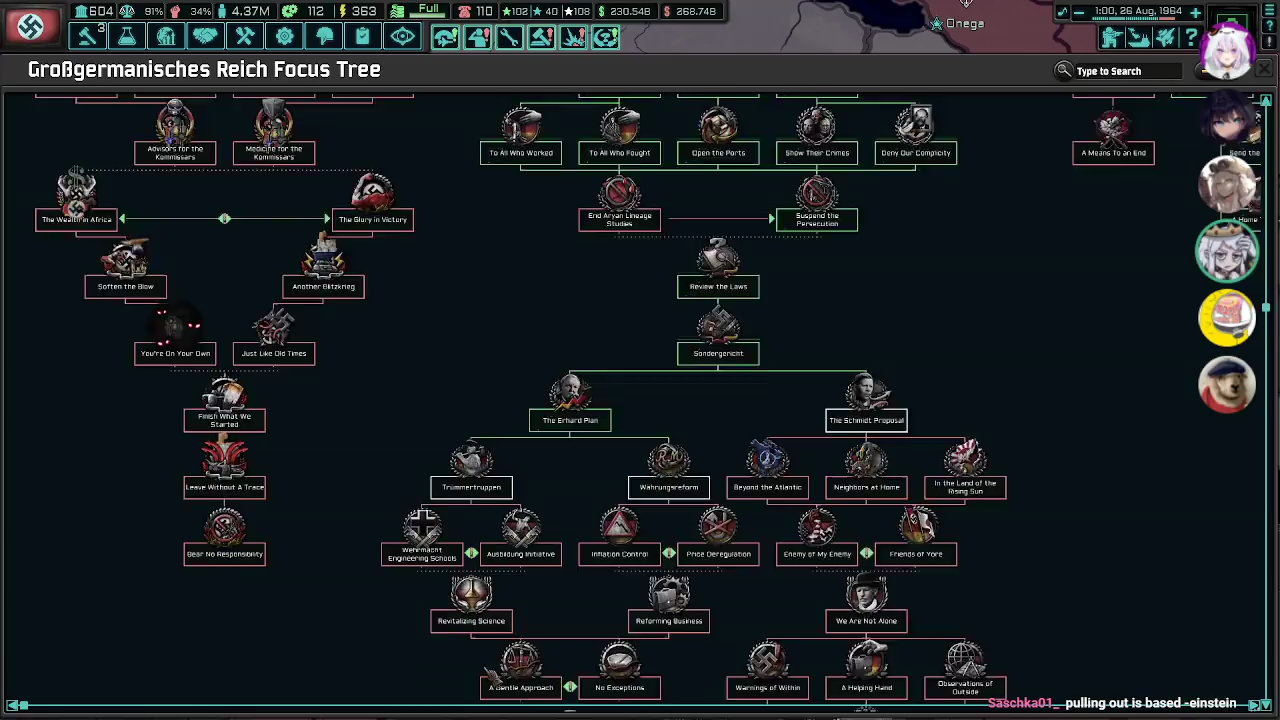 604 91% 34% 4.37M 112 363 Full 110 102 40 108 $ 230.54B $ 268.74B
Onega
1:00, 26 Aug, 1964
3
Großgermanisches Reich Focus Tree
Type to Search
Advisors for the
Kommissars
Medicine for the
Kommissars
To All Who Worked
To All Who Fought
Open the Ports
Show Their Crimes
Deny Our Complicity
A Means To an End
The Wealth in Africa
The Glory in Victory
End Aryan Lineage
Studies
Suspend the
Persecution
Soften the Blow
Another Blitzkrieg
Review the Laws
You're On Your Own
Just Like Old Times
Sondergericht
Finish What We
Started
The Erhard Plan
The Schmidt Proposal
Leave Without A Trace
Trümmertruppen
Währungsreform
Beyond the Atlantic
Neighbors at Home
In the Land of the
Rising Sun
Bear No Responsibility
Wehrmacht
Engineering Schools
Ausbildung Initiative
Inflation Control
Price Deregulation
Enemy of My Enemy
Friends of Yore
Revitalizing Science
Reforming Business
We Are Not Alone
A Gentle Approach
No Exceptions
Warnings of Within
A Helping Hand
Observations of
Outside
Saschka01_ pulling out is based -einstein